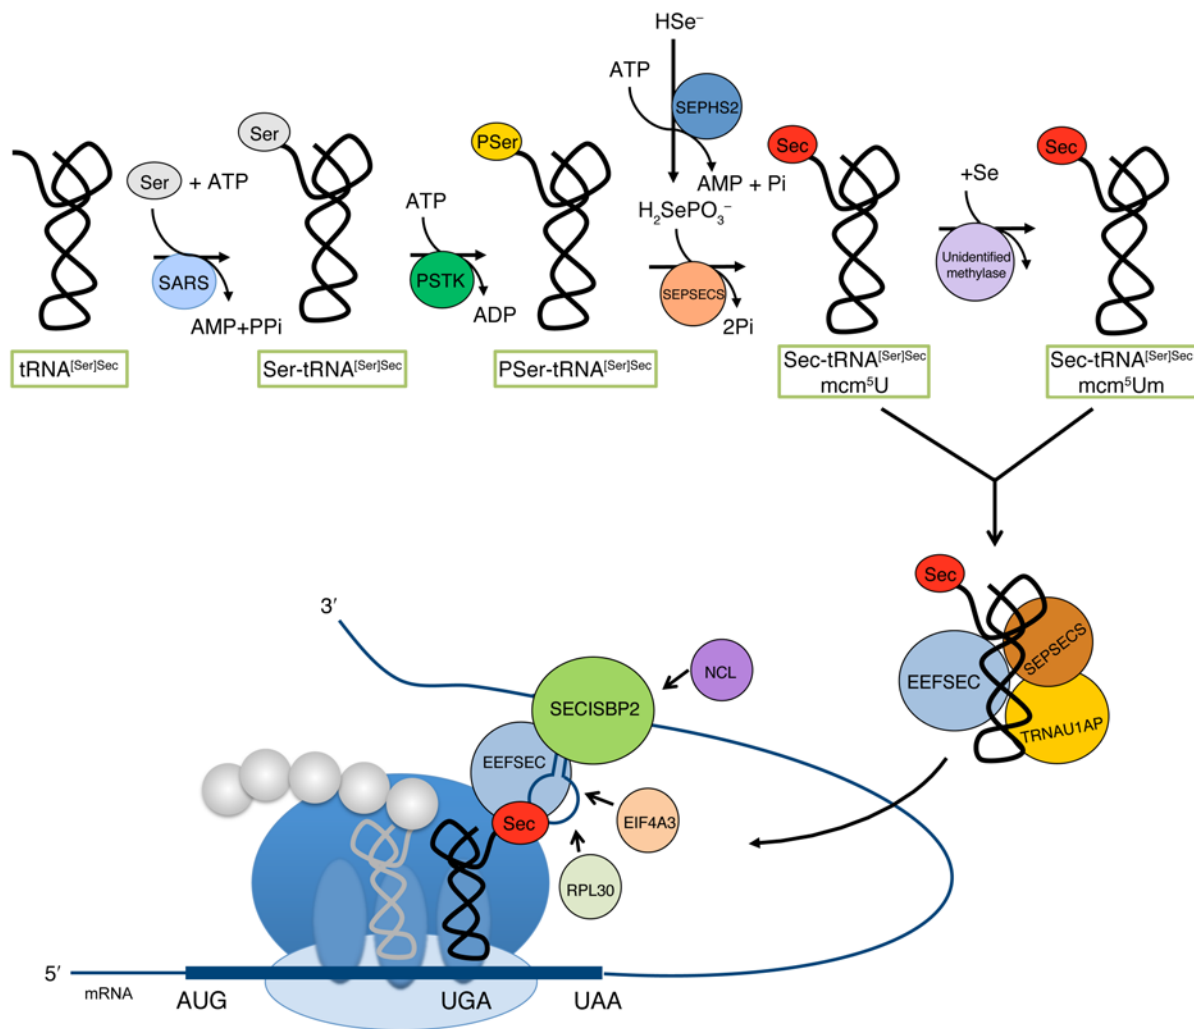 HSe⁻
ATP
SEPHS2
AMP + Pi
H₂SePO₃⁻
Ser
Ser + ATP
SARS
AMP+PPi
ATP
PSTK
ADP
PSer
SEPSECS
2Pi
Sec
+Se
Unidentified
methylase
Sec
tRNA[Ser]Sec
Ser-tRNA[Ser]Sec
PSer-tRNA[Ser]Sec
Sec-tRNA[Ser]Sec
mcm⁵U
Sec-tRNA[Ser]Sec
mcm⁵Um
Sec
EEFSEC
SEPSECS
TRNAU1AP
3′
NCL
SECISBP2
EEFSEC
Sec
EIF4A3
RPL30
5′
mRNA
AUG
UGA
UAA